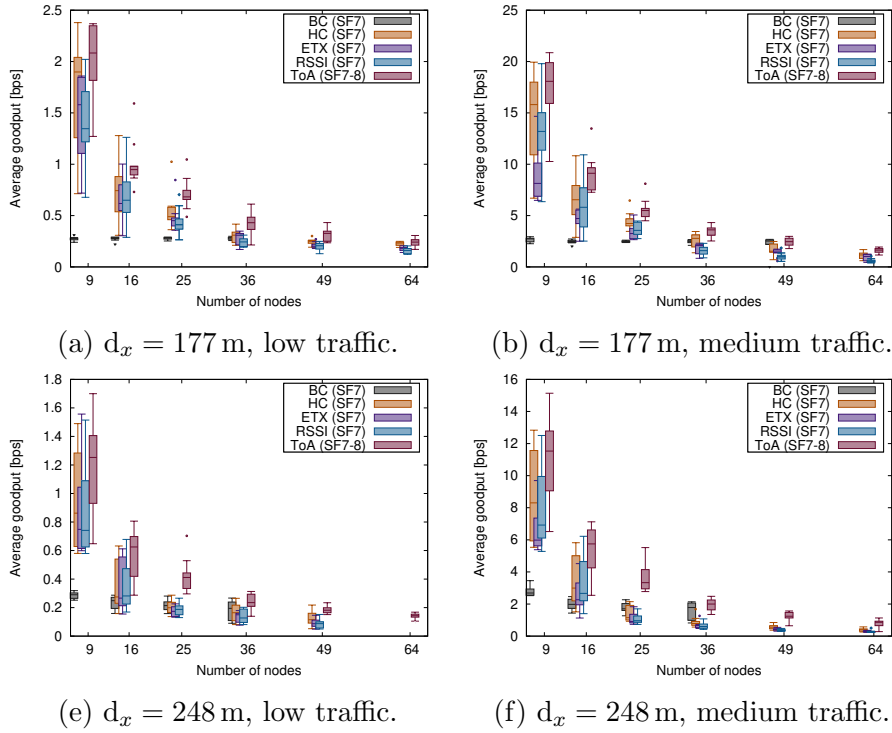 Average goodput [bps]
2.5
2
1.5
1
0.5
0
BC (SF7)
HC (SF7)
ETX (SF7)
RSSI (SF7)
ToA (SF7-8)
9 16 25 36 49 64
Number of nodes
(a) dₓ = 177 m, low traffic.
Average goodput [bps]
25
20
15
10
5
0
BC (SF7)
HC (SF7)
ETX (SF7)
RSSI (SF7)
ToA (SF7-8)
9 16 25 36 49 64
Number of nodes
(b) dₓ = 177 m, medium traffic.
Average goodput [bps]
1.8
1.6
1.4
1.2
1
0.8
0.6
0.4
0.2
0
BC (SF7)
HC (SF7)
ETX (SF7)
RSSI (SF7)
ToA (SF7-8)
9 16 25 36 49 64
Number of nodes
(e) dₓ = 248 m, low traffic.
Average goodput [bps]
16
14
12
10
8
6
4
2
0
BC (SF7)
HC (SF7)
ETX (SF7)
RSSI (SF7)
ToA (SF7-8)
9 16 25 36 49 64
Number of nodes
(f) dₓ = 248 m, medium traffic.